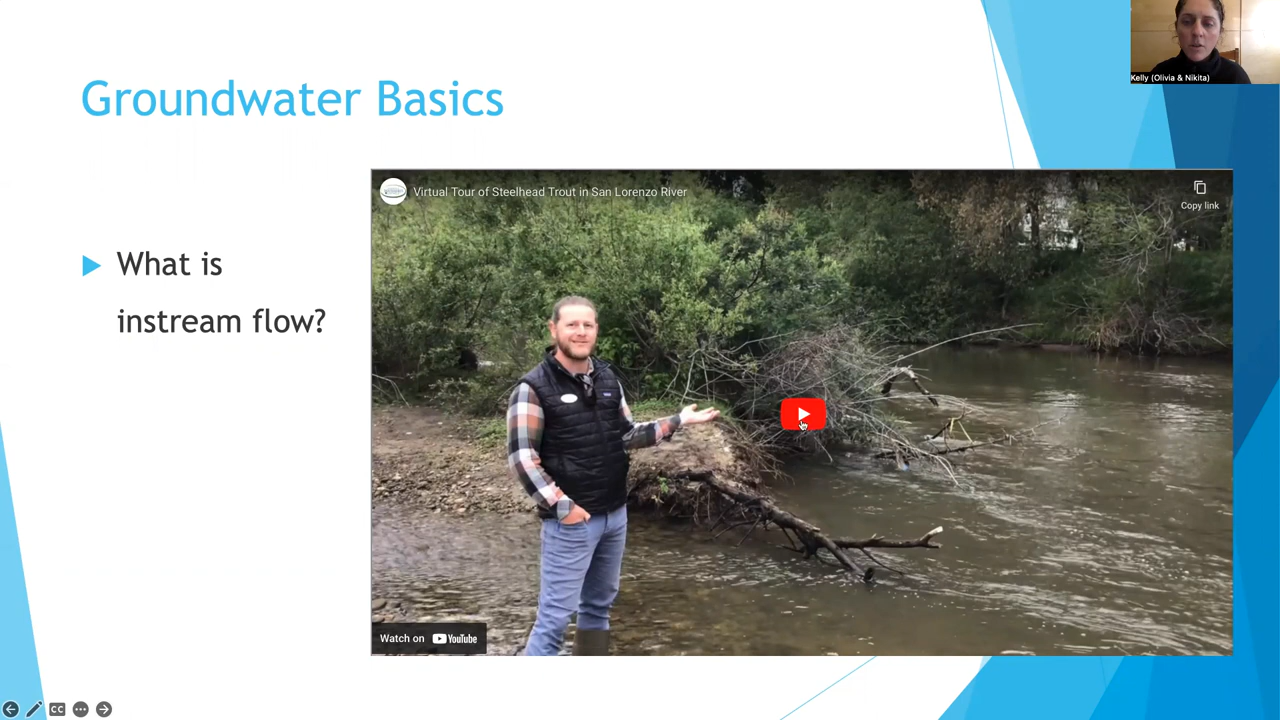 Kelly (Olivia & Nikita)
Groundwater Basics
What is
instream flow?
Virtual Tour of Steelhead Trout in San Lorenzo River
Copy link
Watch on YouTube
CC